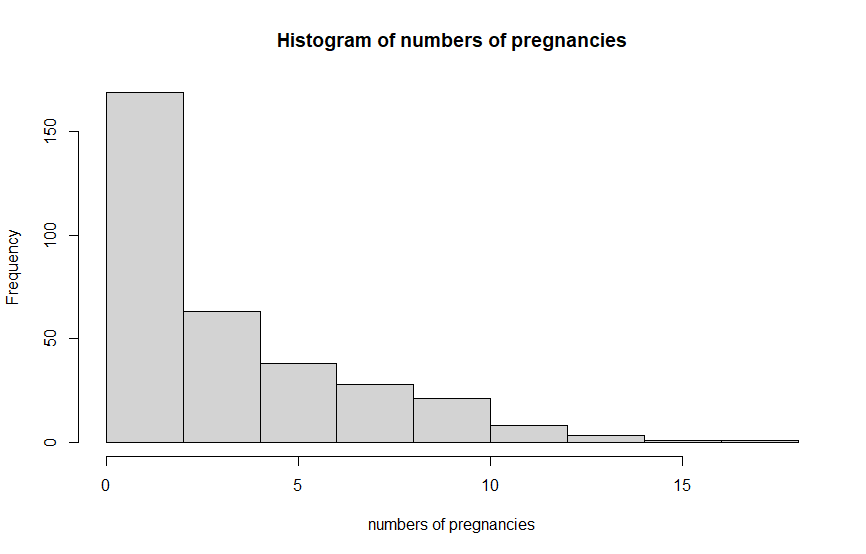 Histogram of numbers of pregnancies
Frequency
150
100
50
0
0 5 10 15
numbers of pregnancies